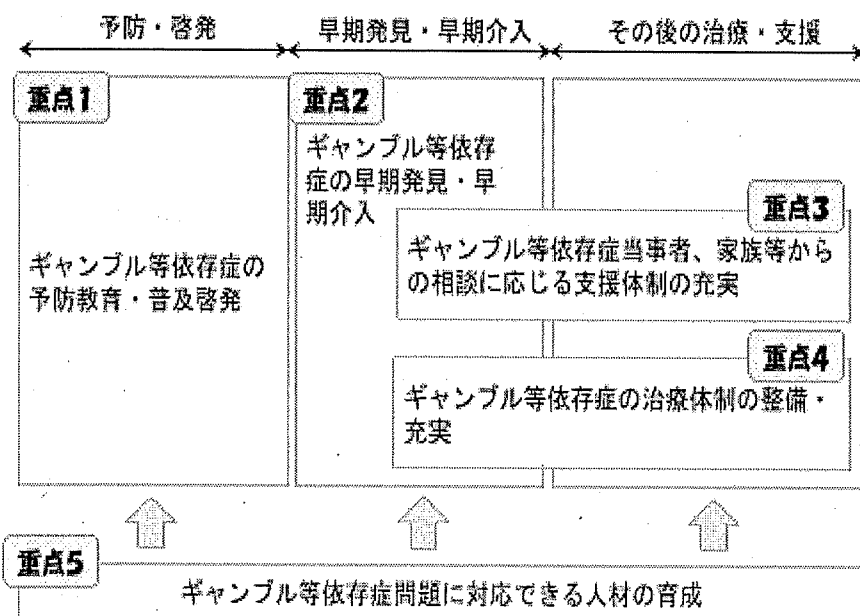 予防・啓発
早期発見・早期介入
その後の治療・支援
重点1
ギャンブル等依存症の
予防教育・普及啓発
重点2
ギャンブル等依存
症の早期発見・早
期介入
重点3
ギャンブル等依存症当事者、家族等から
の相談に応じる支援体制の充実
重点4
ギャンブル等依存症の治療体制の整備・
充実
重点5
ギャンブル等依存症問題に対応できる人材の育成